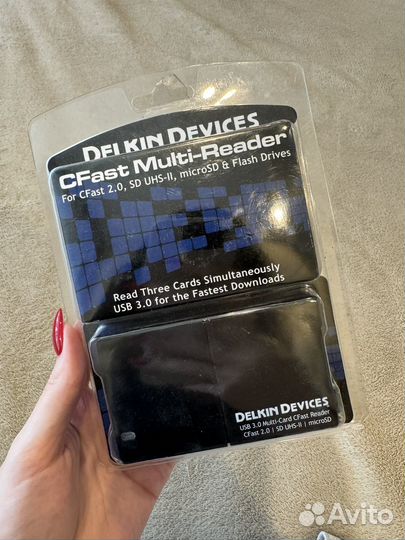 DELKIN DEVICES
CFast Multi-Reader
For CFast 2.0, SD UHS-II, microSD & Flash Drives
Read Three Cards Simultaneously
USB 3.0 for the Fastest Downloads
DELKIN DEVICES
USB 3.0 Multi-Card CFast Reader
CFast 2.0 | SD UHS-II | microSD
Avito